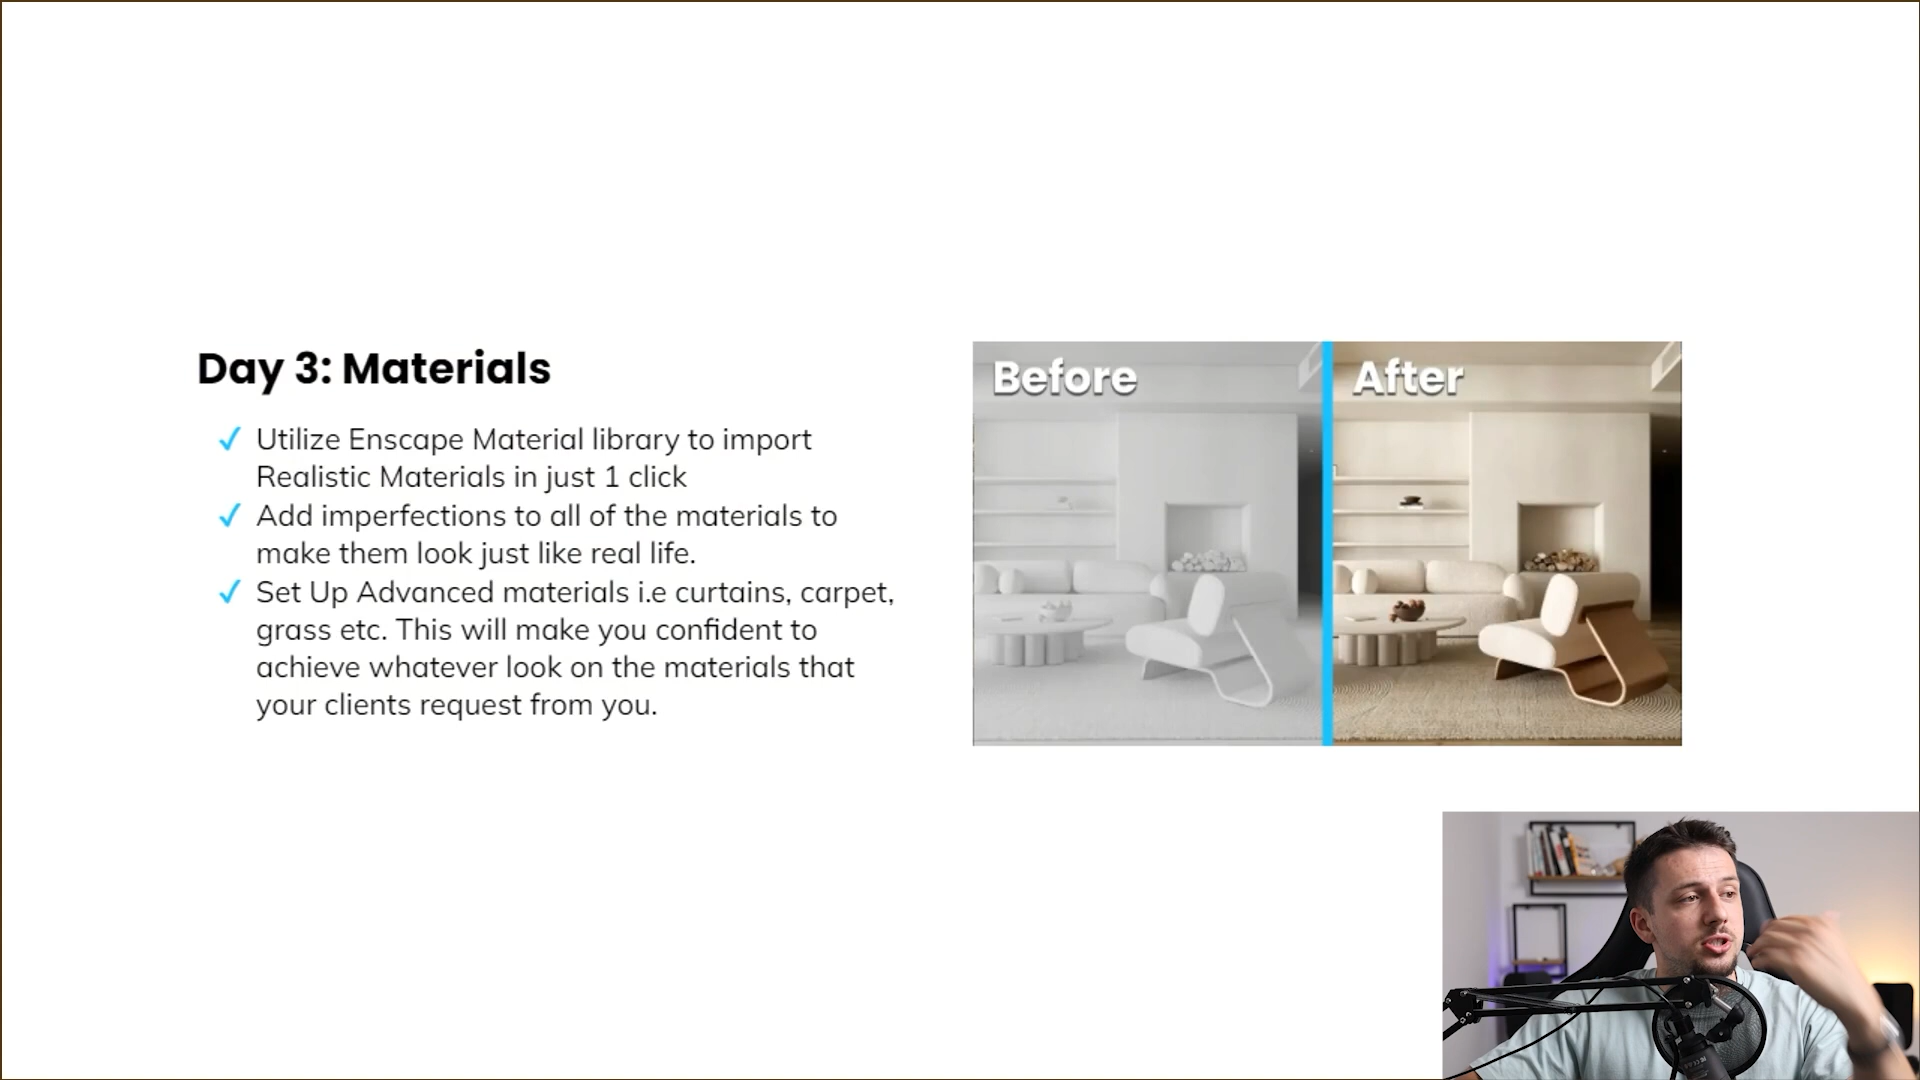 Day 3: Materials
Utilize Enscape Material library to import
Realistic Materials in just 1 click
Add imperfections to all of the materials to
make them look just like real life.
Set Up Advanced materials i.e curtains, carpet,
grass etc. This will make you confident to
achieve whatever look on the materials that
your clients request from you.
Before
After